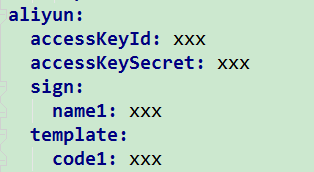 aliyun:
  accessKeyId: xxx
  accessKeySecret: xxx
  sign:
    name1: xxx
  template:
    code1: xxx